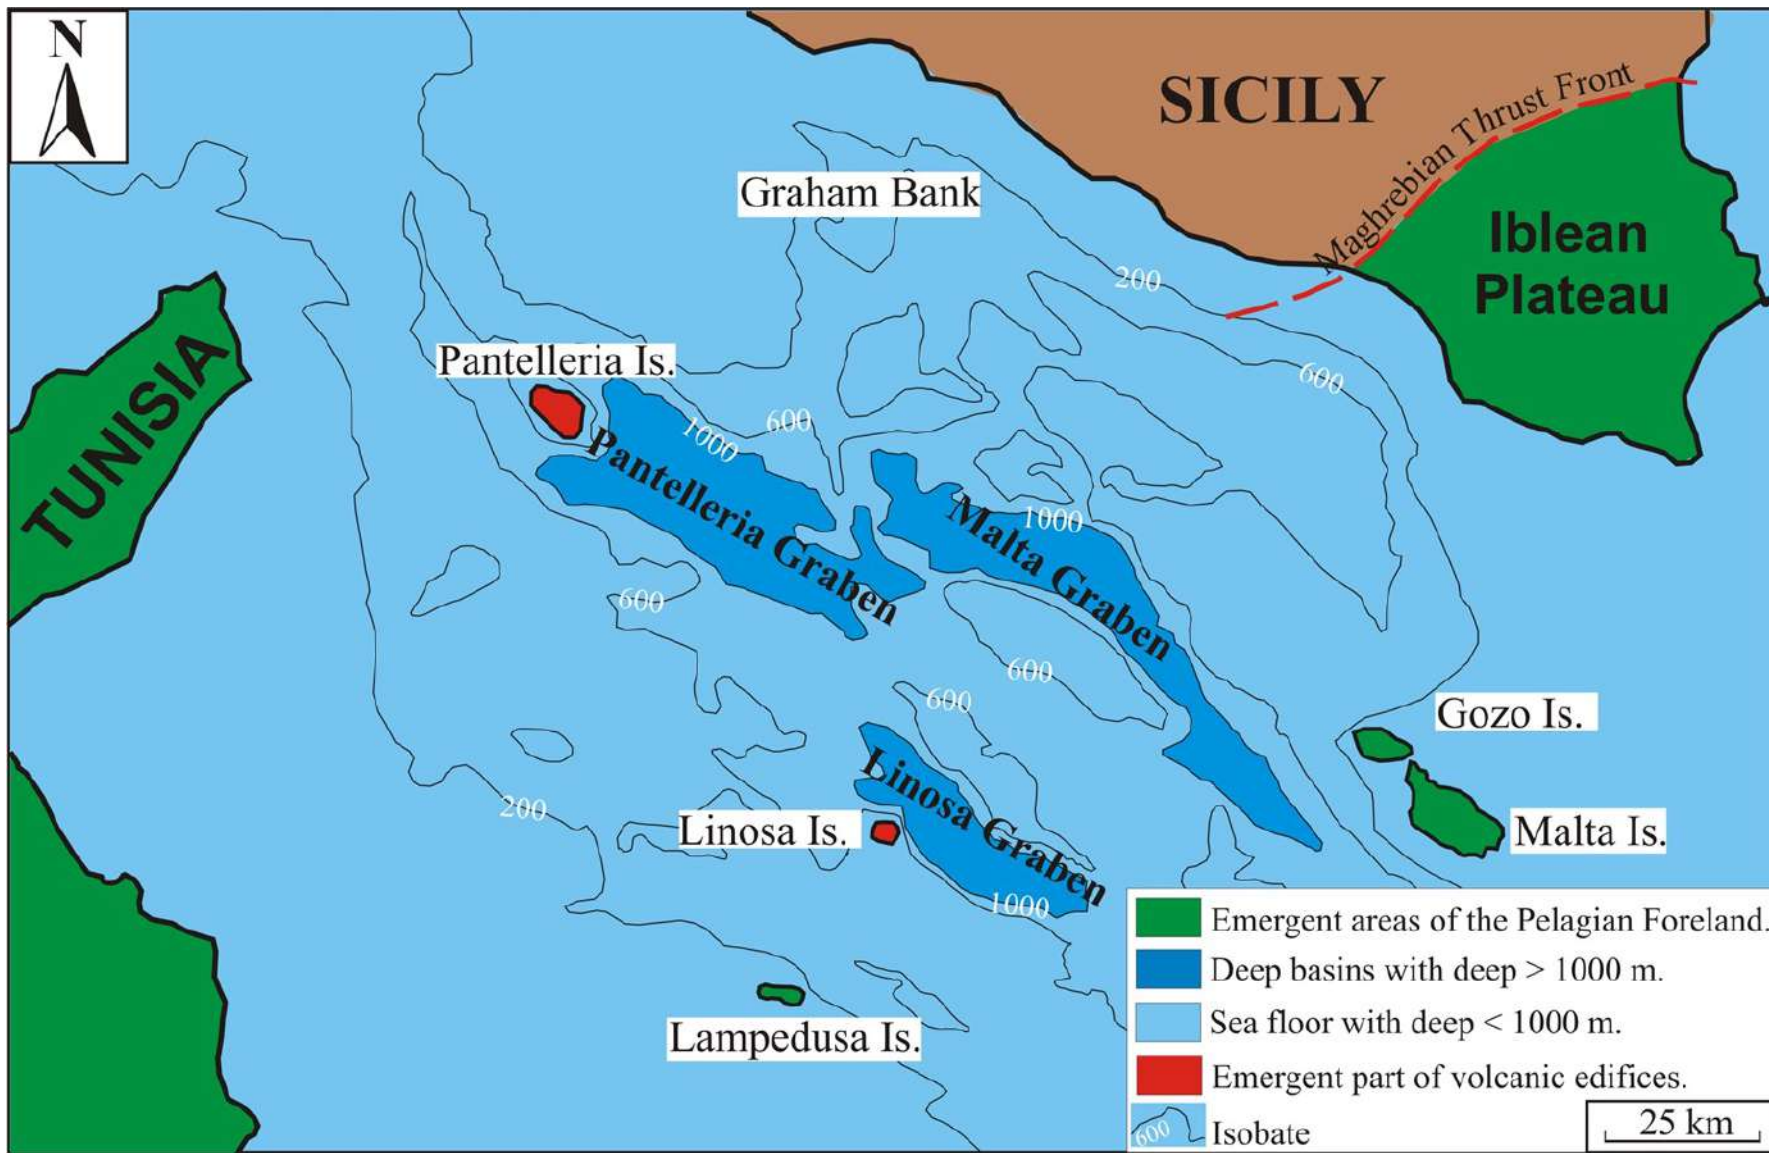 N
SICILY
Maghrebian Thrust Front
Graham Bank
Iblean
Plateau
200
600
TUNISIA
Pantelleria Is.
600
1000
Pantelleria Graben
Malta Graben
1000
600
600
600
Gozo Is.
Linosa Graben
200
Linosa Is.
Malta Is.
1000
Lampedusa Is.
Emergent areas of the Pelagian Foreland.
Deep basins with deep > 1000 m.
Sea floor with deep < 1000 m.
Emergent part of volcanic edifices.
600
Isobate
25 km